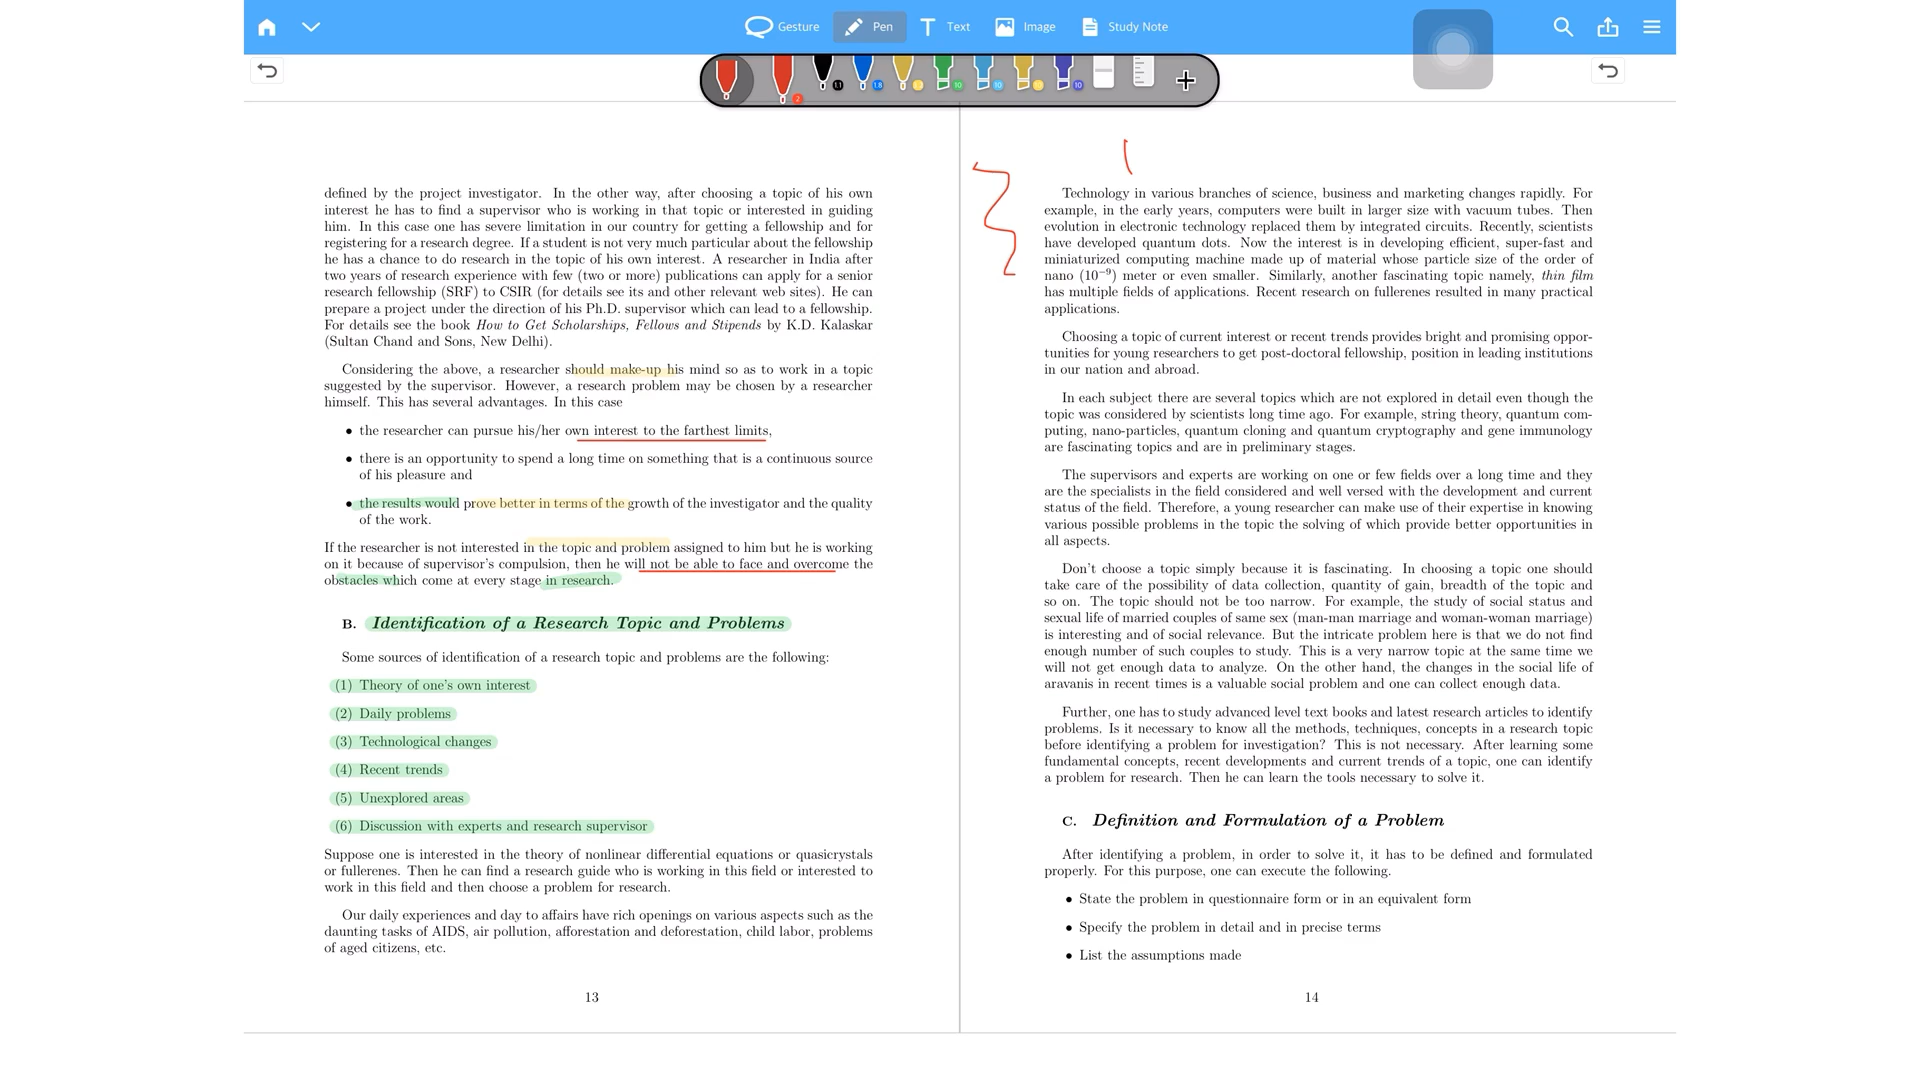 Gesture Pen Text Image Study Note
2 1.1 1.8 10 10 10
defined by the project investigator. In the other way, after choosing a topic of his own
interest he has to find a supervisor who is working in that topic or interested in guiding
him. In this case one has severe limitation in our country for getting a fellowship and for
registering for a research degree. If a student is not very much particular about the fellowship
he has a chance to do research in the topic of his own interest. A researcher in India after
two years of research experience with few (two or more) publications can apply for a senior
research fellowship (SRF) to CSIR (for details see its and other relevant web sites). He can
prepare a project under the direction of his Ph.D. supervisor which can lead to a fellowship.
For details see the book How to Get Scholarships, Fellows and Stipends by K.D. Kalaskar
(Sultan Chand and Sons, New Delhi).
Considering the above, a researcher should make-up his mind so as to work in a topic
suggested by the supervisor. However, a research problem may be chosen by a researcher
himself. This has several advantages. In this case
• the researcher can pursue his/her own interest to the farthest limits,
• there is an opportunity to spend a long time on something that is a continuous source
of his pleasure and
• the results would prove better in terms of the growth of the investigator and the quality
of the work.
If the researcher is not interested in the topic and problem assigned to him but he is working
on it because of supervisor's compulsion, then he will not be able to face and overcome the
obstacles which come at every stage in research.
B. Identification of a Research Topic and Problems
Some sources of identification of a research topic and problems are the following:
(1) Theory of one's own interest
(2) Daily problems
(3) Technological changes
(4) Recent trends
(5) Unexplored areas
(6) Discussion with experts and research supervisor
Suppose one is interested in the theory of nonlinear differential equations or quasicrystals
or fullerenes. Then he can find a research guide who is working in this field or interested to
work in this field and then choose a problem for research.
Our daily experiences and day to affairs have rich openings on various aspects such as the
daunting tasks of AIDS, air pollution, afforestation and deforestation, child labor, problems
of aged citizens, etc.
13
Technology in various branches of science, business and marketing changes rapidly. For
example, in the early years, computers were built in larger size with vacuum tubes. Then
evolution in electronic technology replaced them by integrated circuits. Recently, scientists
have developed quantum dots. Now the interest is in developing efficient, super-fast and
miniaturized computing machine made up of material whose particle size of the order of
nano (10⁻⁹) meter or even smaller. Similarly, another fascinating topic namely, thin film
has multiple fields of applications. Recent research on fullerenes resulted in many practical
applications.
Choosing a topic of current interest or recent trends provides bright and promising oppor-
tunities for young researchers to get post-doctoral fellowship, position in leading institutions
in our nation and abroad.
In each subject there are several topics which are not explored in detail even though the
topic was considered by scientists long time ago. For example, string theory, quantum com-
puting, nano-particles, quantum cloning and quantum cryptography and gene immunology
are fascinating topics and are in preliminary stages.
The supervisors and experts are working on one or few fields over a long time and they
are the specialists in the field considered and well versed with the development and current
status of the field. Therefore, a young researcher can make use of their expertise in knowing
various possible problems in the topic the solving of which provide better opportunities in
all aspects.
Don't choose a topic simply because it is fascinating. In choosing a topic one should
take care of the possibility of data collection, quantity of gain, breadth of the topic and
so on. The topic should not be too narrow. For example, the study of social status and
sexual life of married couples of same sex (man-man marriage and woman-woman marriage)
is interesting and of social relevance. But the intricate problem here is that we do not find
enough number of such couples to study. This is a very narrow topic at the same time we
will not get enough data to analyze. On the other hand, the changes in the social life of
aravanis in recent times is a valuable social problem and one can collect enough data.
Further, one has to study advanced level text books and latest research articles to identify
problems. Is it necessary to know all the methods, techniques, concepts in a research topic
before identifying a problem for investigation? This is not necessary. After learning some
fundamental concepts, recent developments and current trends of a topic, one can identify
a problem for research. Then he can learn the tools necessary to solve it.
C. Definition and Formulation of a Problem
After identifying a problem, in order to solve it, it has to be defined and formulated
properly. For this purpose, one can execute the following.
• State the problem in questionnaire form or in an equivalent form
• Specify the problem in detail and in precise terms
• List the assumptions made
14